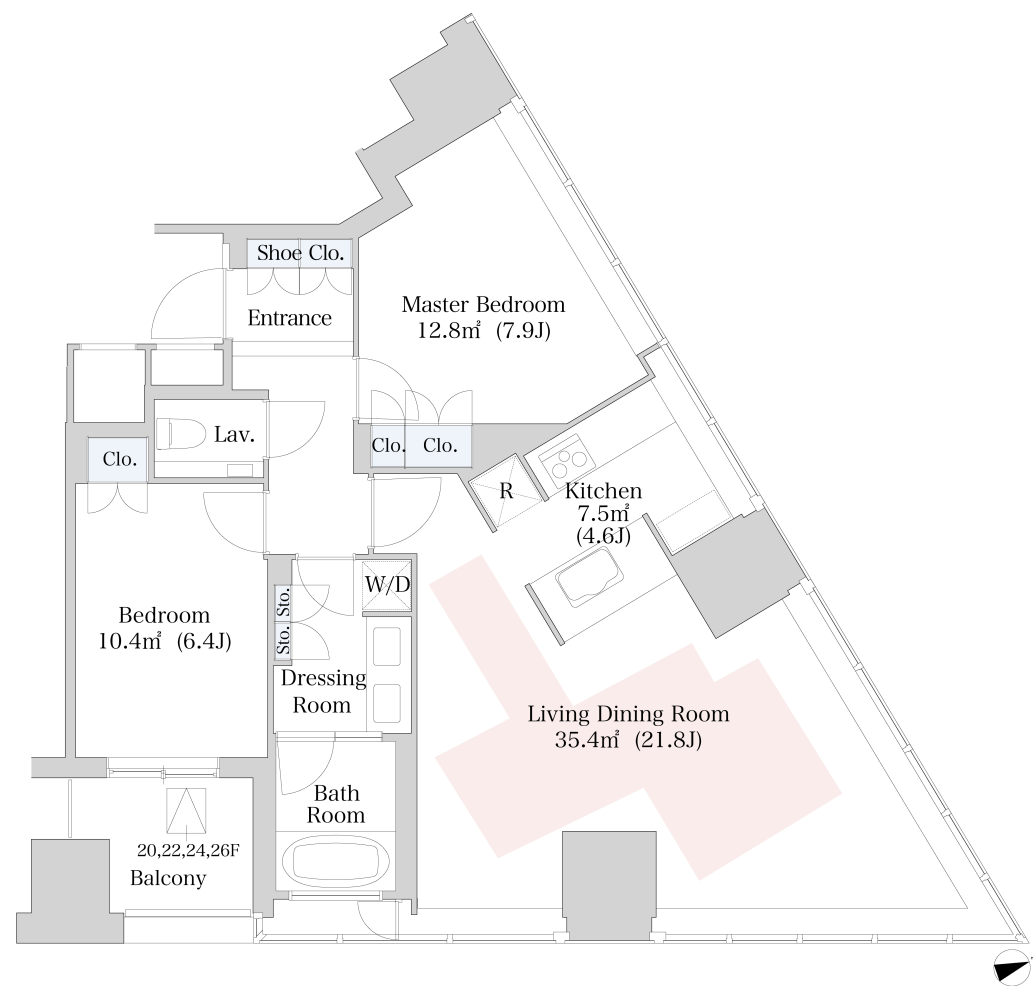 Shoe Clo.
Entrance
Master Bedroom
12.8㎡ (7.9J)
Lav.
Clo.
Clo.
Clo.
R
Kitchen
7.5㎡
(4.6J)
W/D
Sto.
Sto.
Bedroom
10.4㎡ (6.4J)
Dressing
Room
Living Dining Room
35.4㎡ (21.8J)
Bath
Room
20,22,24,26F
Balcony